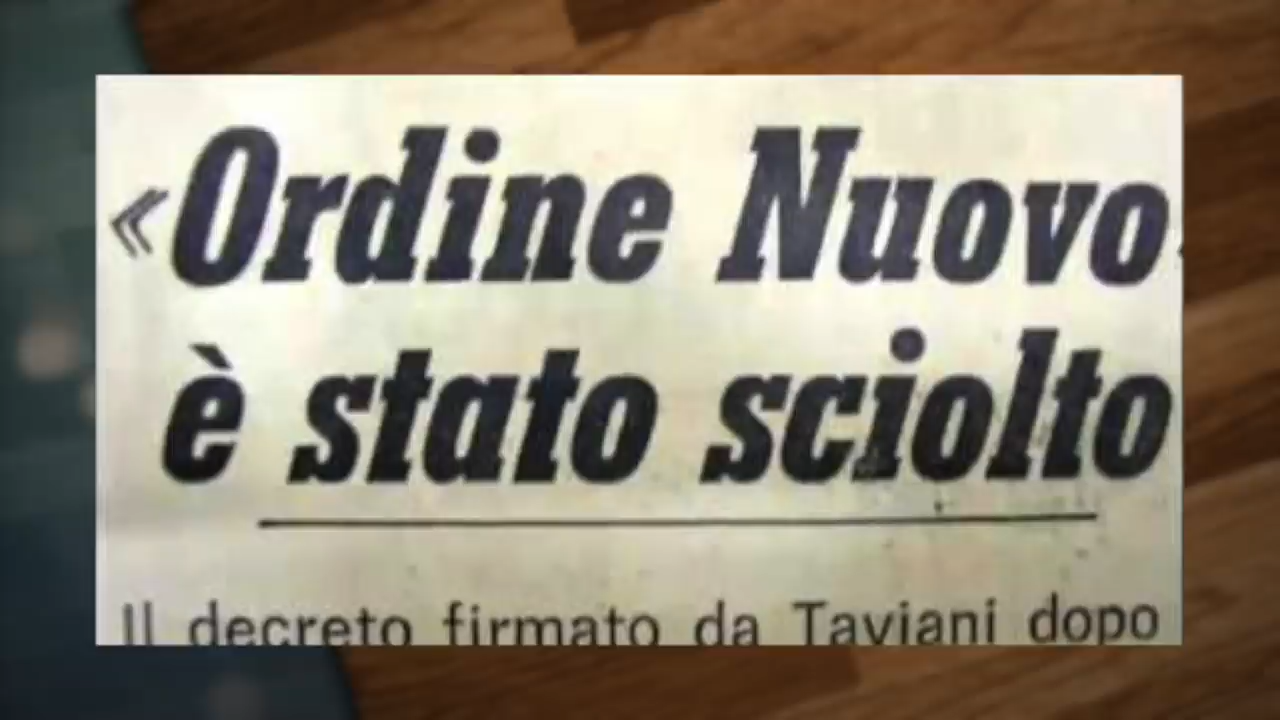 «Ordine Nuovo
è stato sciolto
Il decreto firmato da Taviani dopo